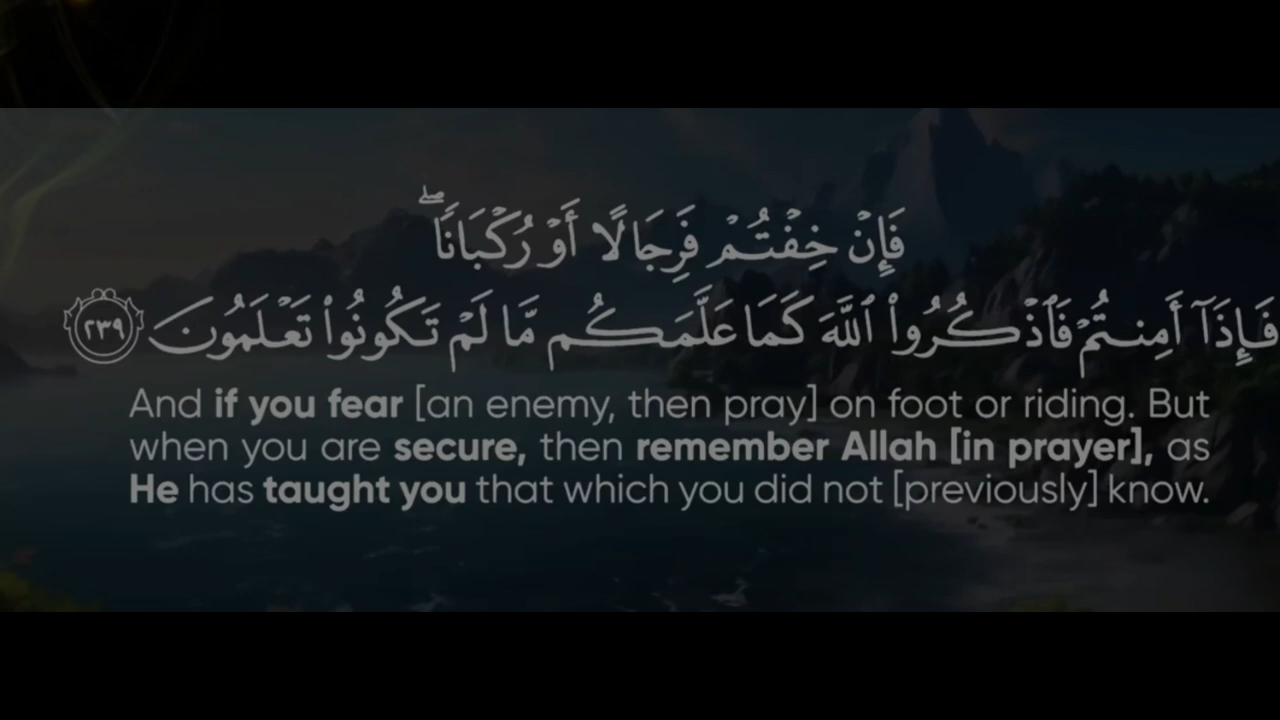 فَإِنۡ خِفۡتُمۡ فَرِجَالًا أَوۡ رُكۡبَانٗاۖ
فَإِذَآ أَمِنتُمۡ فَٱذۡكُرُواْ ٱللَّهَ كَمَا عَلَّمَكُم مَّا لَمۡ تَكُونُواْ تَعۡلَمُونَ ٢٣٩
And if you fear [an enemy, then pray] on foot or riding. But
when you are secure, then remember Allah [in prayer], as
He has taught you that which you did not [previously] know.